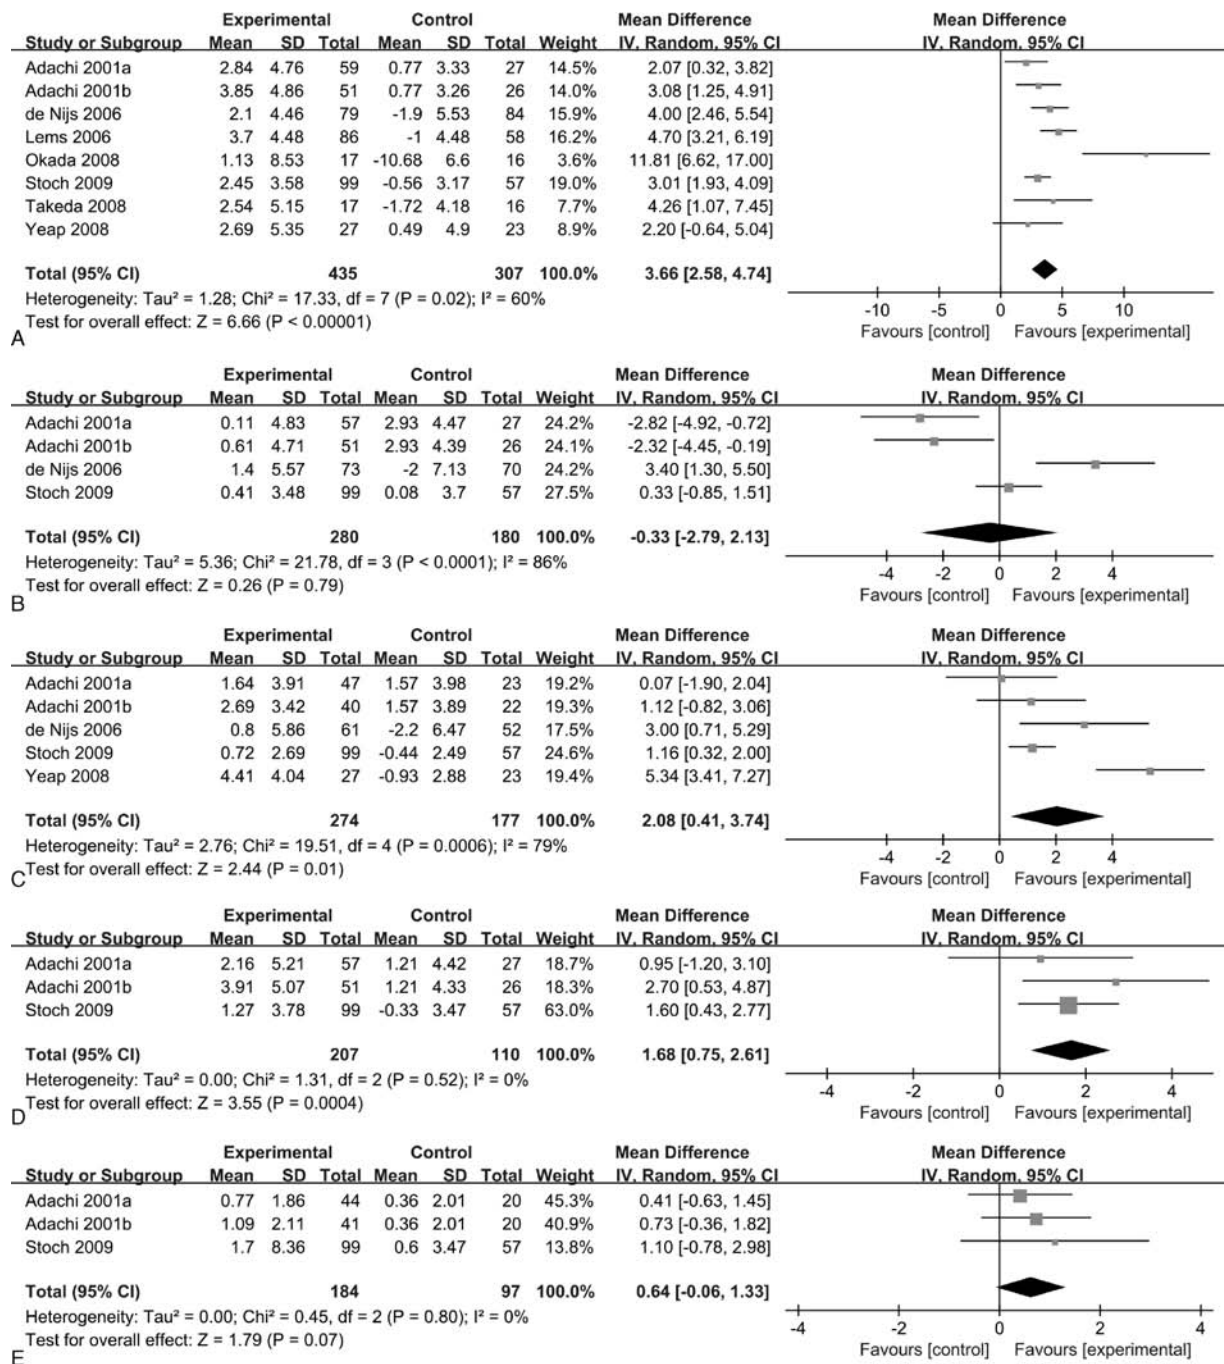 Experimental Control Mean Difference Mean Difference
Study or Subgroup Mean SD Total Mean SD Total Weight IV, Random, 95% CI IV, Random, 95% CI
Adachi 2001a 2.84 4.76 59 0.77 3.33 27 14.5% 2.07 [0.32, 3.82]
Adachi 2001b 3.85 4.86 51 0.77 3.26 26 14.0% 3.08 [1.25, 4.91]
de Nijs 2006 2.1 4.46 79 -1.9 5.53 84 15.9% 4.00 [2.46, 5.54]
Lems 2006 3.7 4.48 86 -1 4.48 58 16.2% 4.70 [3.21, 6.19]
Okada 2008 1.13 8.53 17 -10.68 6.6 16 3.6% 11.81 [6.62, 17.00]
Stoch 2009 2.45 3.58 99 -0.56 3.17 57 19.0% 3.01 [1.93, 4.09]
Takeda 2008 2.54 5.15 17 -1.72 4.18 16 7.7% 4.26 [1.07, 7.45]
Yeap 2008 2.69 5.35 27 0.49 4.9 23 8.9% 2.20 [-0.64, 5.04]
Total (95% CI) 435 307 100.0% 3.66 [2.58, 4.74]
Heterogeneity: Tau² = 1.28; Chi² = 17.33, df = 7 (P = 0.02); I² = 60%
-10 -5 0 5 10
Test for overall effect: Z = 6.66 (P < 0.00001)
Favours [control] Favours [experimental]
A
Experimental Control Mean Difference Mean Difference
Study or Subgroup Mean SD Total Mean SD Total Weight IV, Random, 95% CI IV, Random, 95% CI
Adachi 2001a 0.11 4.83 57 2.93 4.47 27 24.2% -2.82 [-4.92, -0.72]
Adachi 2001b 0.61 4.71 51 2.93 4.39 26 24.1% -2.32 [-4.45, -0.19]
de Nijs 2006 1.4 5.57 73 -2 7.13 70 24.2% 3.40 [1.30, 5.50]
Stoch 2009 0.41 3.48 99 0.08 3.7 57 27.5% 0.33 [-0.85, 1.51]
Total (95% CI) 280 180 100.0% -0.33 [-2.79, 2.13]
Heterogeneity: Tau² = 5.36; Chi² = 21.78, df = 3 (P < 0.0001); I² = 86%
-4 -2 0 2 4
Test for overall effect: Z = 0.26 (P = 0.79)
Favours [control] Favours [experimental]
B
Experimental Control Mean Difference Mean Difference
Study or Subgroup Mean SD Total Mean SD Total Weight IV, Random, 95% CI IV, Random, 95% CI
Adachi 2001a 1.64 3.91 47 1.57 3.98 23 19.2% 0.07 [-1.90, 2.04]
Adachi 2001b 2.69 3.42 40 1.57 3.89 22 19.3% 1.12 [-0.82, 3.06]
de Nijs 2006 0.8 5.86 61 -2.2 6.47 52 17.5% 3.00 [0.71, 5.29]
Stoch 2009 0.72 2.69 99 -0.44 2.49 57 24.6% 1.16 [0.32, 2.00]
Yeap 2008 4.41 4.04 27 -0.93 2.88 23 19.4% 5.34 [3.41, 7.27]
Total (95% CI) 274 177 100.0% 2.08 [0.41, 3.74]
Heterogeneity: Tau² = 2.76; Chi² = 19.51, df = 4 (P = 0.0006); I² = 79%
-4 -2 0 2 4
Test for overall effect: Z = 2.44 (P = 0.01)
Favours [control] Favours [experimental]
C
Experimental Control Mean Difference Mean Difference
Study or Subgroup Mean SD Total Mean SD Total Weight IV, Random, 95% CI IV, Random, 95% CI
Adachi 2001a 2.16 5.21 57 1.21 4.42 27 18.7% 0.95 [-1.20, 3.10]
Adachi 2001b 3.91 5.07 51 1.21 4.33 26 18.3% 2.70 [0.53, 4.87]
Stoch 2009 1.27 3.78 99 -0.33 3.47 57 63.0% 1.60 [0.43, 2.77]
Total (95% CI) 207 110 100.0% 1.68 [0.75, 2.61]
Heterogeneity: Tau² = 0.00; Chi² = 1.31, df = 2 (P = 0.52); I² = 0%
-4 -2 0 2 4
Test for overall effect: Z = 3.55 (P = 0.0004)
Favours [control] Favours [experimental]
D
Experimental Control Mean Difference Mean Difference
Study or Subgroup Mean SD Total Mean SD Total Weight IV, Random, 95% CI IV, Random, 95% CI
Adachi 2001a 0.77 1.86 44 0.36 2.01 20 45.3% 0.41 [-0.63, 1.45]
Adachi 2001b 1.09 2.11 41 0.36 2.01 20 40.9% 0.73 [-0.36, 1.82]
Stoch 2009 1.7 8.36 99 0.6 3.47 57 13.8% 1.10 [-0.78, 2.98]
Total (95% CI) 184 97 100.0% 0.64 [-0.06, 1.33]
Heterogeneity: Tau² = 0.00; Chi² = 0.45, df = 2 (P = 0.80); I² = 0%
-4 -2 0 2 4
Test for overall effect: Z = 1.79 (P = 0.07)
Favours [control] Favours [experimental]
E